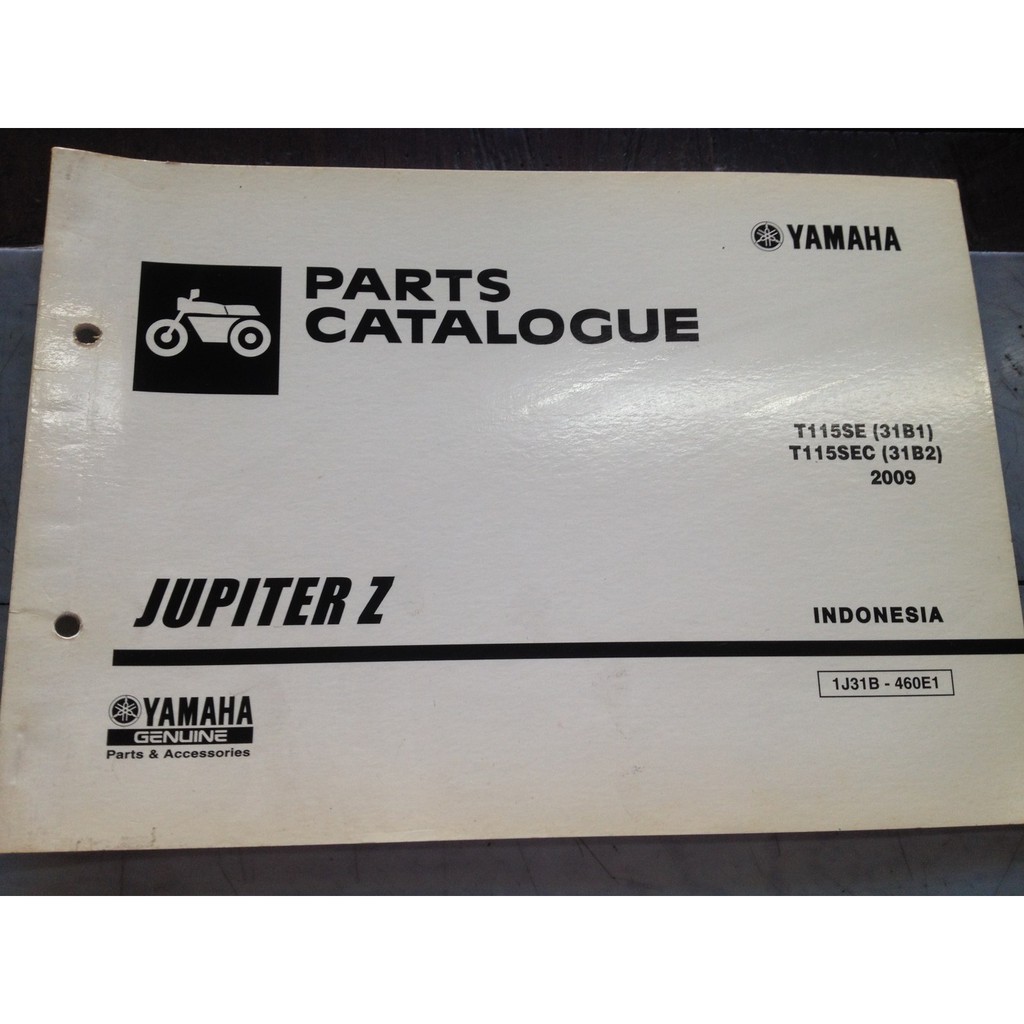 YAMAHA
PARTS
CATALOGUE
T115SE (31B1)
T115SEC (31B2)
2009
JUPITER Z
INDONESIA
1J31B - 460E1
YAMAHA
GENUINE
Parts & Accessories